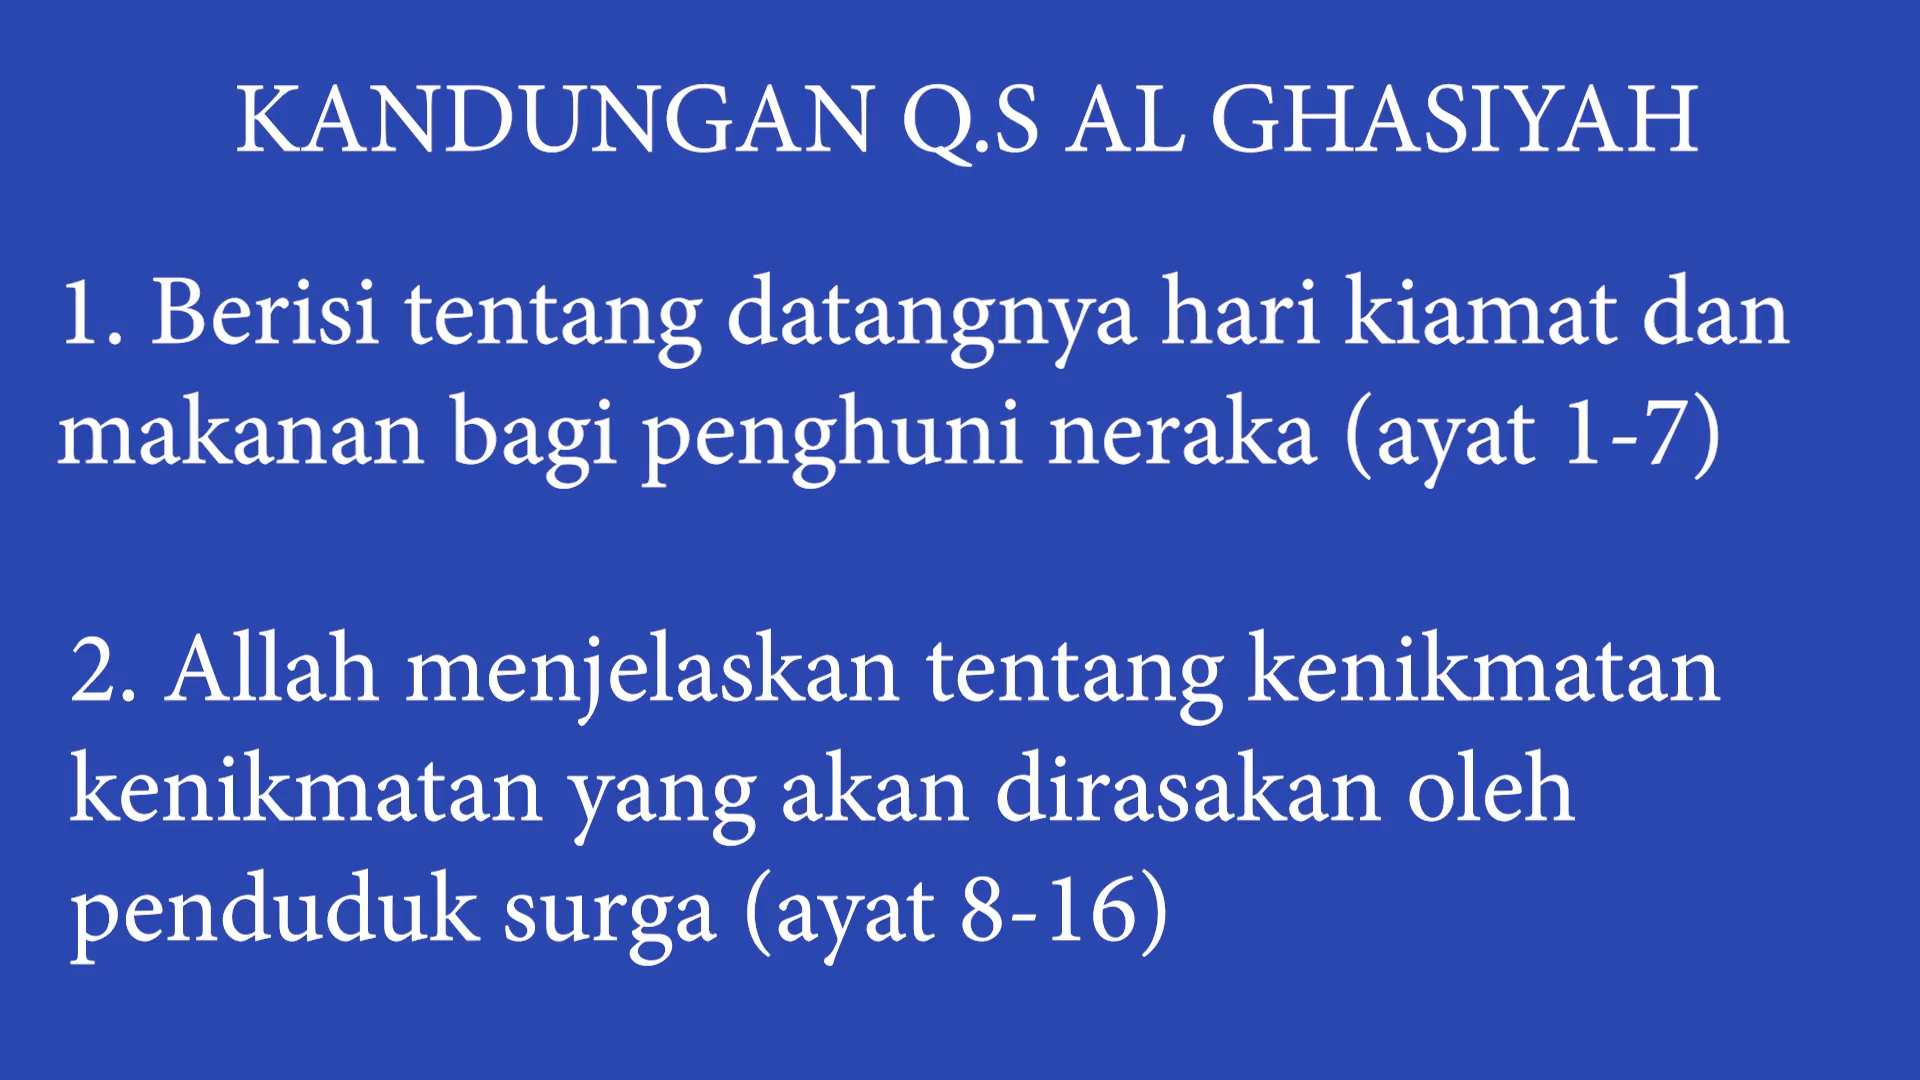 KANDUNGAN Q.S AL GHASIYAH
1. Berisi tentang datangnya hari kiamat dan
makanan bagi penghuni neraka (ayat 1-7)
2. Allah menjelaskan tentang kenikmatan
kenikmatan yang akan dirasakan oleh
penduduk surga (ayat 8-16)